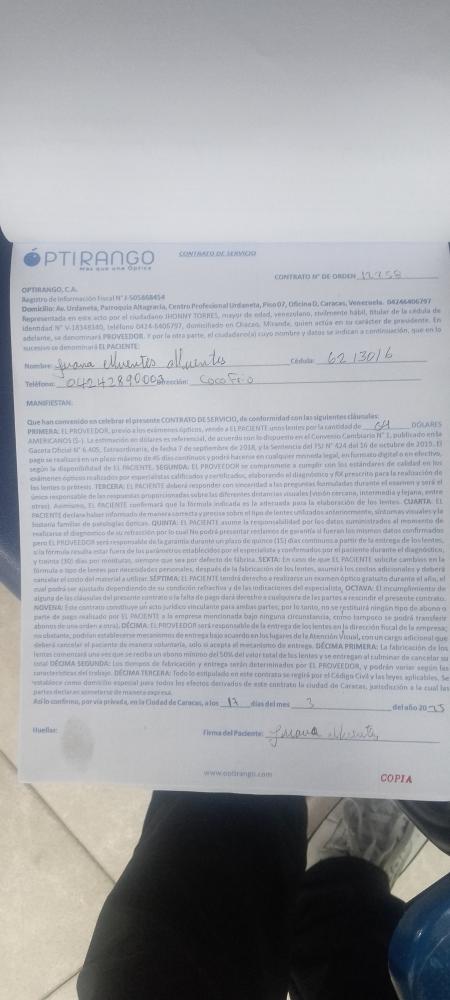 ÓPTIRANGO
Más que una Óptica
CONTRATO DE SERVICIO
CONTRATO N° DE ORDEN 12258
OPTIRANGO, C.A.
Registro de Información Fiscal N° J-505868454
Domicilio: Av. Urdaneta, Parroquia Altagracia, Centro Profesional Urdaneta, Piso 07, Oficina D, Caracas, Venezuela. 04246406797
Representada en este acto por el ciudadano JHONNY TORRES, mayor de edad, venezolano, civilmente hábil, titular de la cédula de
identidad N° V-18348340, teléfono 0424-6406797, domiciliado en Chacao, Miranda, quien actúa en su carácter de presidente. En
adelante, se denominará PROVEEDOR. Y por la otra parte, el ciudadano(a) cuyo nombre y datos se indican a continuación, que en lo
sucesivo se denominará EL PACIENTE:
Nombre: Juana Muentes Muentes Cédula: 6213016
Teléfono: 04242890003 Dirección: Coco Frio
MANIFIESTAN:
Que han convenido en celebrar el presente CONTRATO DE SERVICIO, de conformidad con las siguientes cláusulas:
PRIMERA: EL PROVEEDOR, previo a los exámenes ópticos, vende a EL PACIENTE unos lentes por la cantidad de 64 DÓLARES
AMERICANOS ($-). La estimación en dólares es referencial, de acuerdo con lo dispuesto en el Convenio Cambiario N° 1, publicado en la
Gaceta Oficial N° 6.405, Extraordinaria, de fecha 7 de septiembre de 2018, y la Sentencia del TSJ N° 424 del 16 de octubre de 2019. El
pago se realizará en un plazo máximo de 45 días continuos y podrá hacerse en cualquier moneda legal, en formato digital o en efectivo,
según la disponibilidad de EL PACIENTE. SEGUNDA: EL PROVEEDOR se compromete a cumplir con los estándares de calidad en los
exámenes ópticos realizados por especialistas calificados y certificados, elaborando el diagnóstico y RX prescrito para la realización de
los lentes o prótesis. TERCERA: EL PACIENTE deberá responder con sinceridad a las preguntas formuladas durante el examen y será el
único responsable de las respuestas proporcionadas sobre las diferentes distancias visuales (visión cercana, intermedia y lejana, entre
otras). Asimismo, EL PACIENTE confirmará que la fórmula indicada es la adecuada para la elaboración de los lentes. CUARTA. EL
PACIENTE declara haber informado de manera correcta y precisa sobre el tipo de lentes utilizados anteriormente, síntomas visuales y la
historia familiar de patologías ópticas. QUINTA: EL PACIENTE asume la responsabilidad por los datos suministrados al momento de
realizarse el diagnóstico de su refracción por lo cual No podrá presentar reclamos de garantía si fueran los mismos datos confirmados
pero EL PROVEEDOR será responsable de la garantía durante un plazo de quince (15) días continuos a partir de la entrega de los lentes,
si la fórmula resulta estar fuera de los parámetros establecidos por el especialista y confirmados por el paciente durante el diagnóstico,
y treinta (30) días por monturas, siempre que sea por defecto de fábrica. SEXTA: En caso de que EL PACIENTE solicite cambios en la
fórmula o tipo de lentes por necesidades personales, después de la fabricación de los lentes, asumirá los costos adicionales y deberá
cancelar el costo del material a utilizar. SÉPTIMA: EL PACIENTE tendrá derecho a realizarse un examen óptico gratuito durante el año, el
cual podrá ser ajustado dependiendo de su condición refractiva y de las indicaciones del especialista. OCTAVA: El incumplimiento de
alguna de las cláusulas del presente contrato o la falta de pago dará derecho a cualquiera de las partes a rescindir el presente contrato.
NOVENA: Este contrato constituye un acto jurídico vinculante para ambas partes; por lo tanto, no se restituirá ningún tipo de abono o
parte de pago realizado por EL PACIENTE a la empresa mencionada bajo ninguna circunstancia, como tampoco se podrá transferir
abonos de una orden a otra). DÉCIMA: EL PROVEEDOR será responsable de la entrega de los lentes en la dirección fiscal de la empresa;
no obstante, podrían establecerse mecanismos de entrega bajo acuerdo en los lugares de la Atención Visual, con un cargo adicional que
deberá cancelar el paciente de manera voluntaria, solo si acepta el mecanismo de entrega. DÉCIMA PRIMERA: La fabricación de los
lentes comenzará una vez que se reciba un abono mínimo del 50% del valor total de los lentes y se entregan al culminar de cancelar su
total DÉCIMA SEGUNDA: Los tiempos de fabricación y entrega serán determinados por EL PROVEEDOR, y podrán variar según las
características del trabajo. DÉCIMA TERCERA: Todo lo estipulado en este contrato se regirá por el Código Civil y las leyes aplicables. Se
establece como domicilio especial para todos los efectos derivados de este contrato la ciudad de Caracas, jurisdicción a la cual las
partes declaran someterse de manera expresa.
Así lo confirmo, por vía privada, en la Ciudad de Caracas, a los 17 días del mes 3 del año 2025
Huellas: Firma del Paciente: Juana Muentes
www.optirango.com
COPIA